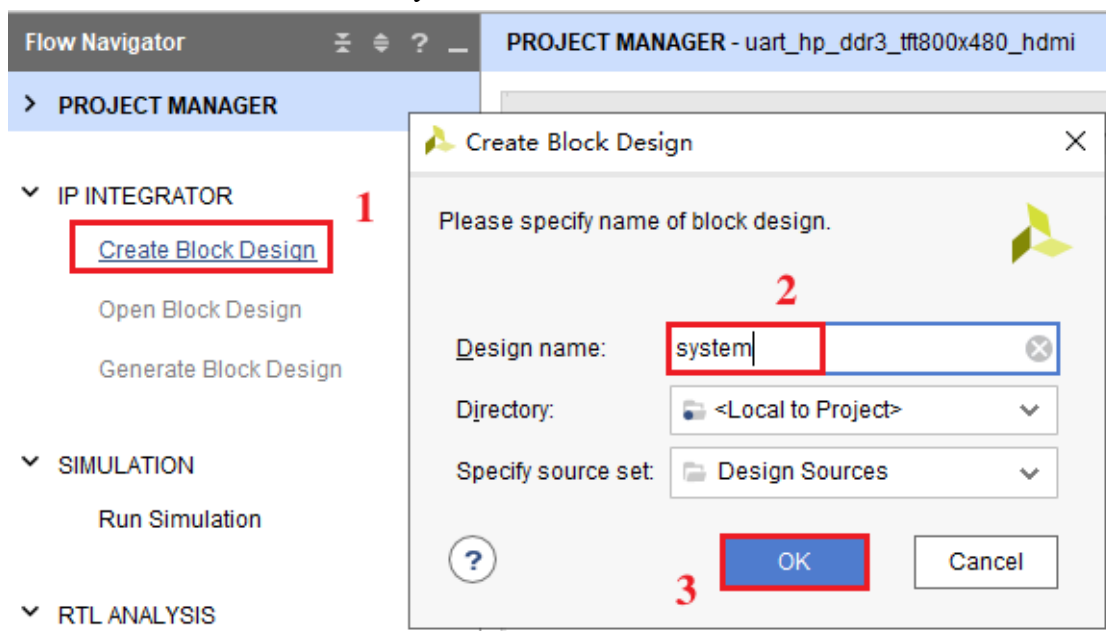 Flow Navigator ? _
PROJECT MANAGER - uart_hp_ddr3_tft800x480_hdmi
PROJECT MANAGER
IP INTEGRATOR
1
Create Block Design
Open Block Design
Generate Block Design
SIMULATION
Run Simulation
RTL ANALYSIS
Create Block Design
Please specify name of block design.
2
Design name: system
Directory: <Local to Project>
Specify source set: Design Sources
? OK Cancel
3